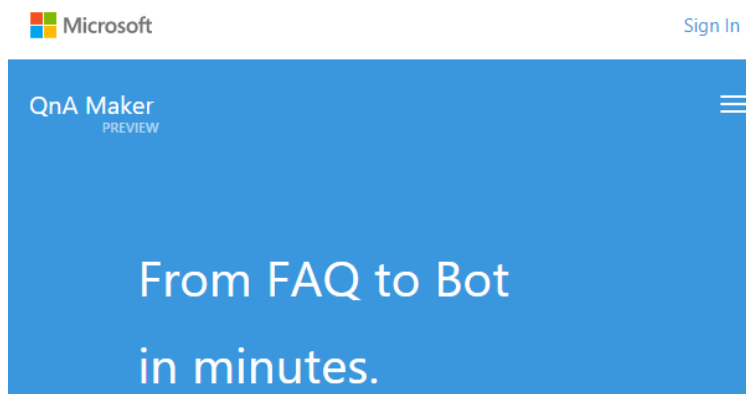 Microsoft
Sign In
QnA Maker
PREVIEW
From FAQ to Bot
in minutes.